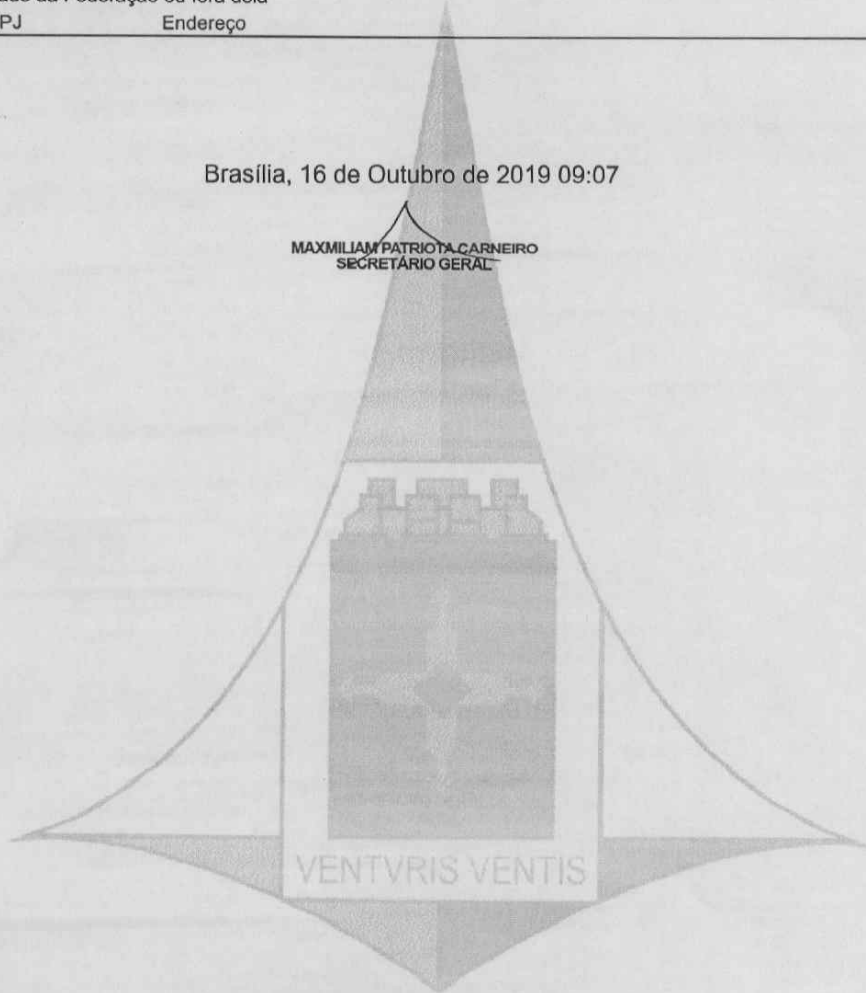 PJ Endereço
Brasília, 16 de Outubro de 2019 09:07
MAXMILIAM PATRIOTA CARNEIRO
SECRETÁRIO GERAL
VENTVRIS VENTIS